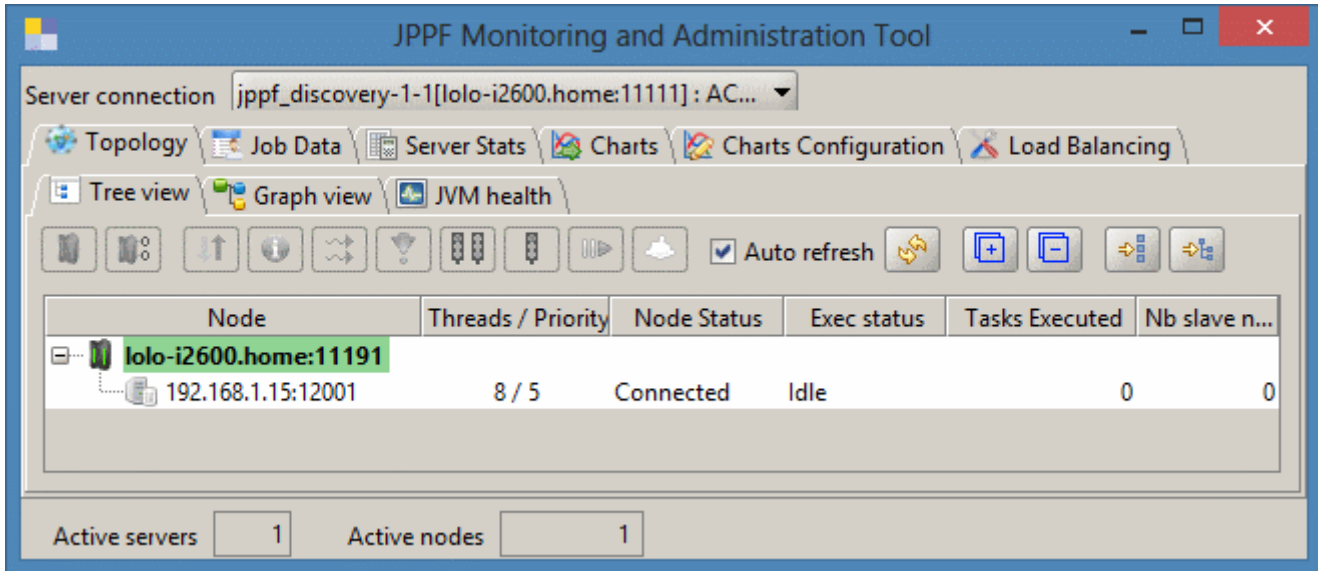 JPPF Monitoring and Administration Tool
Server connection jppf_discovery-1-1[lolo-i2600.home:11111] : AC...
Topology Job Data Server Stats Charts Charts Configuration Load Balancing
Tree view Graph view JVM health
Auto refresh
Node Threads / Priority Node Status Exec status Tasks Executed Nb slave n...
lolo-i2600.home:11191
192.168.1.15:12001 8 / 5 Connected Idle 0 0
Active servers 1 Active nodes 1